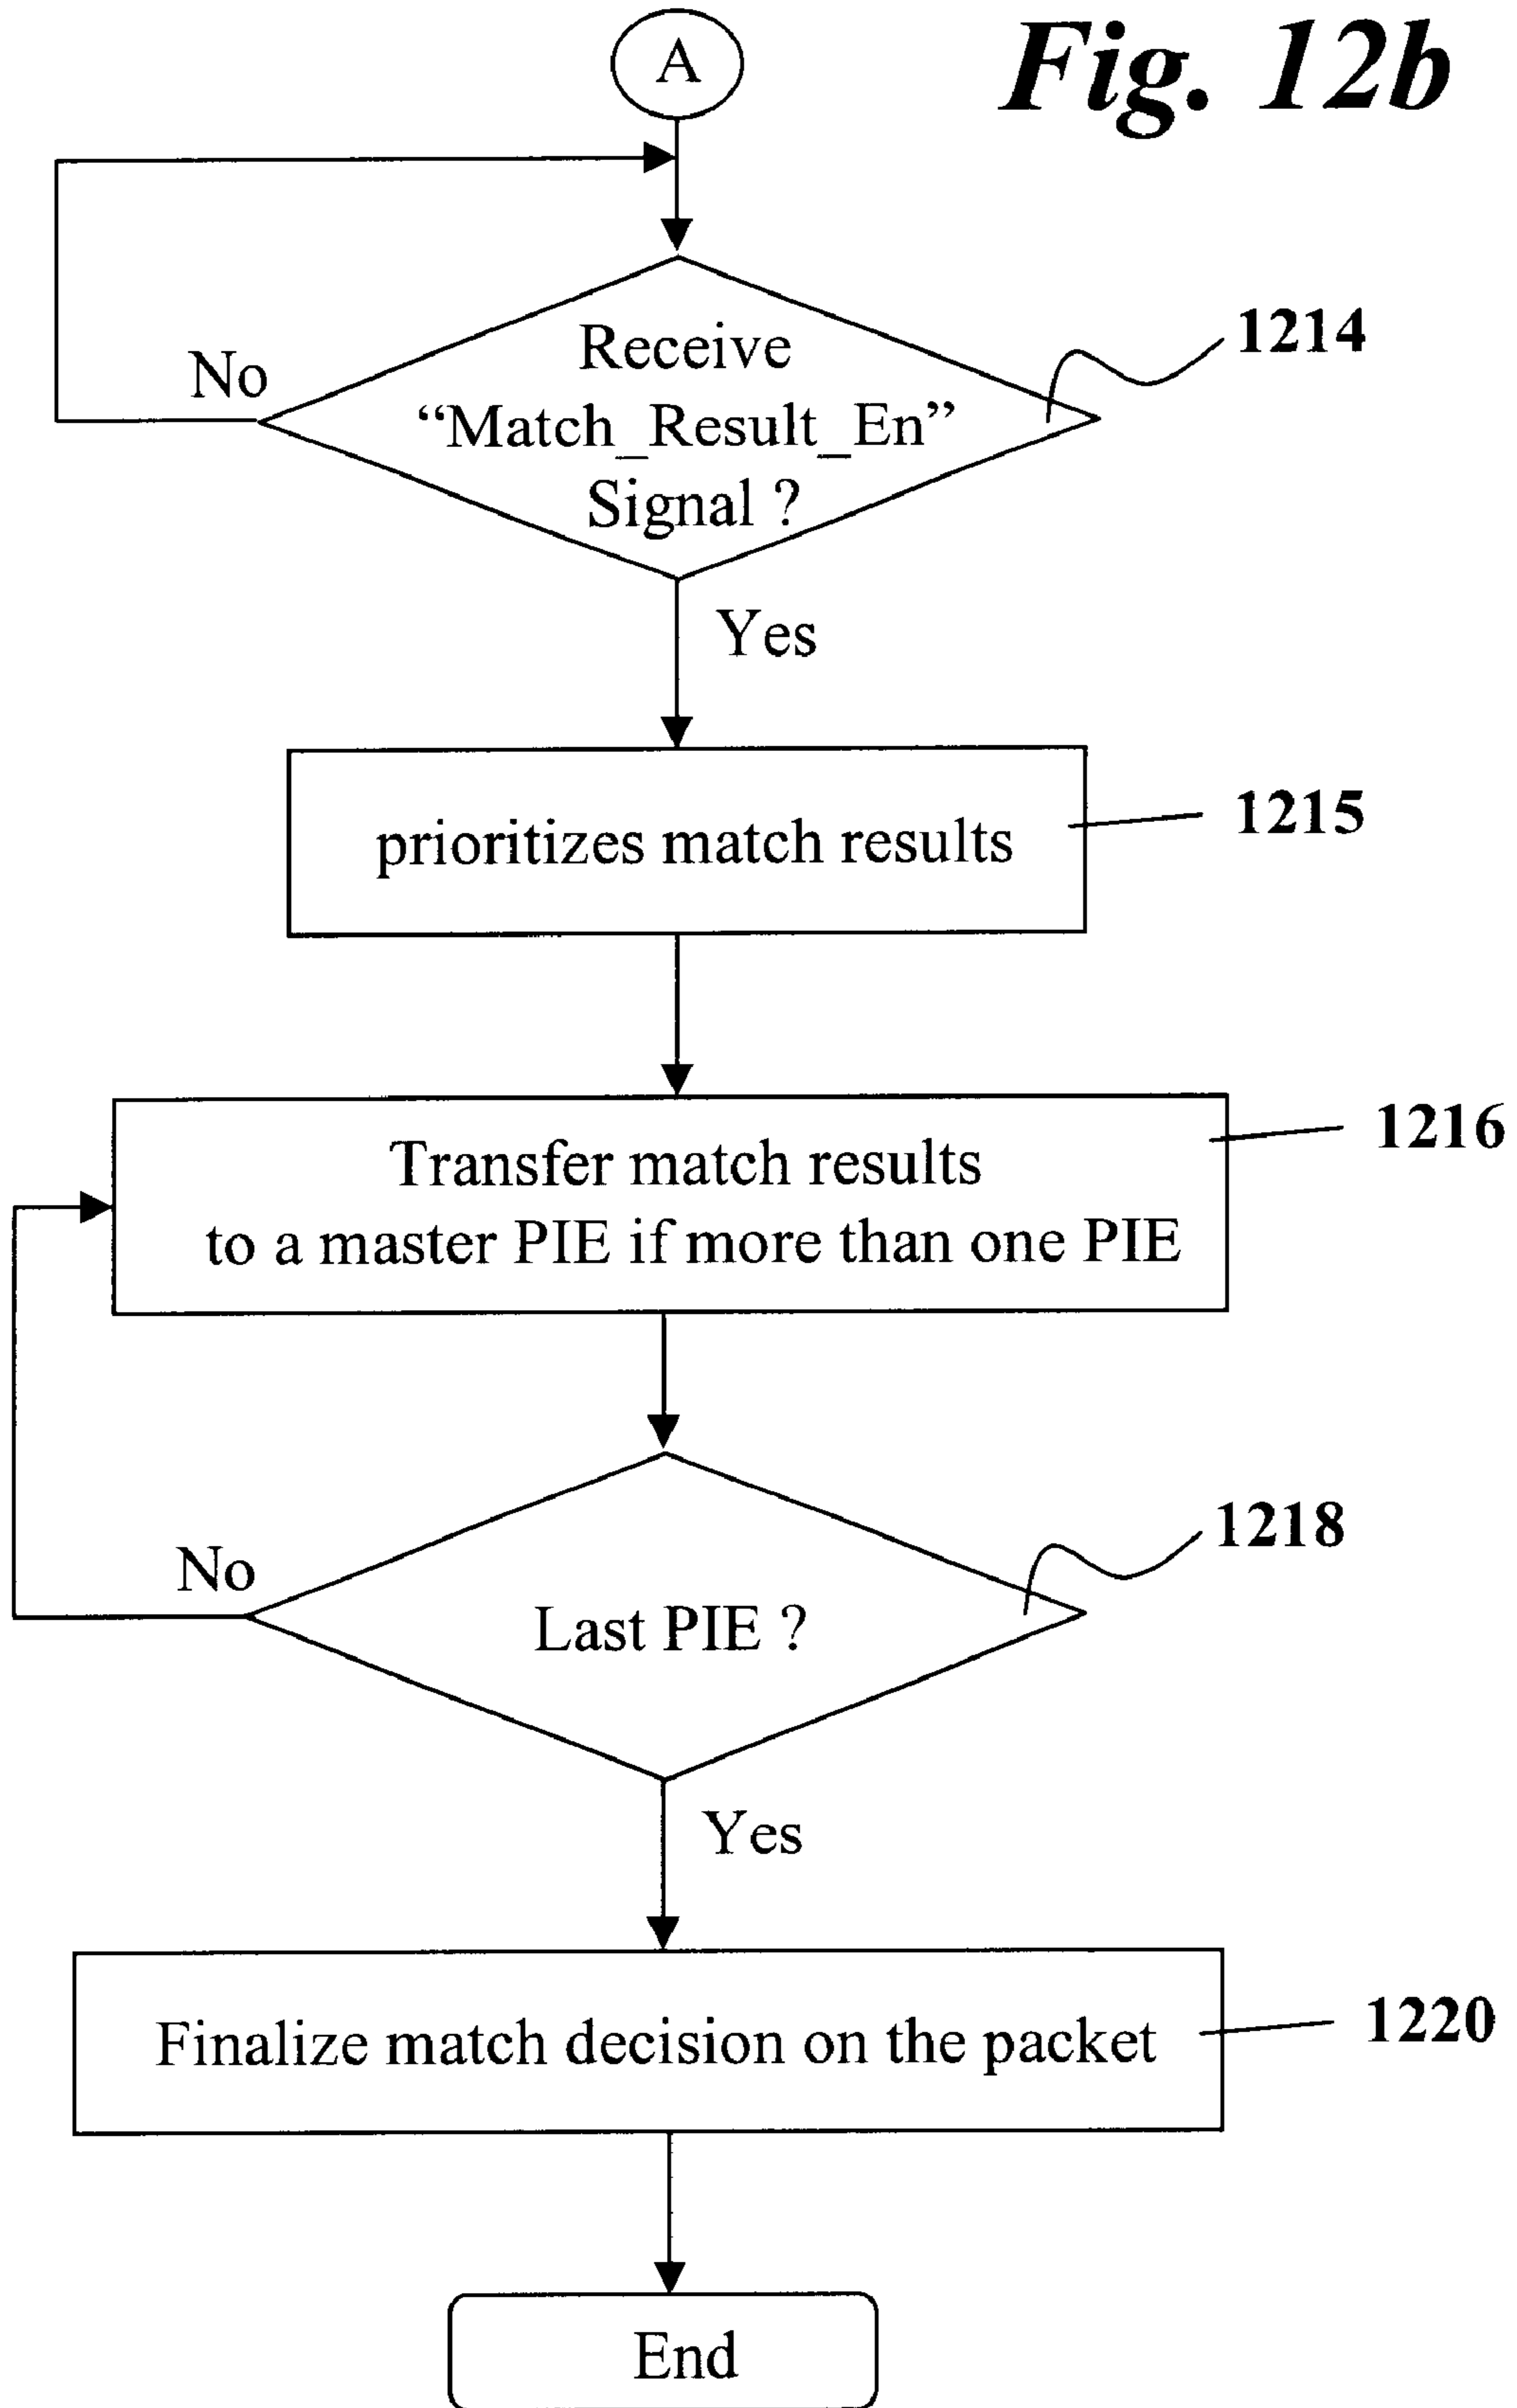 Fig. 12b
A
Receive
“Match_Result_En”
Signal ?
1214
No
Yes
prioritizes match results
1215
Transfer match results
to a master PIE if more than one PIE
1216
Last PIE ?
1218
No
Yes
Finalize match decision on the packet
1220
End